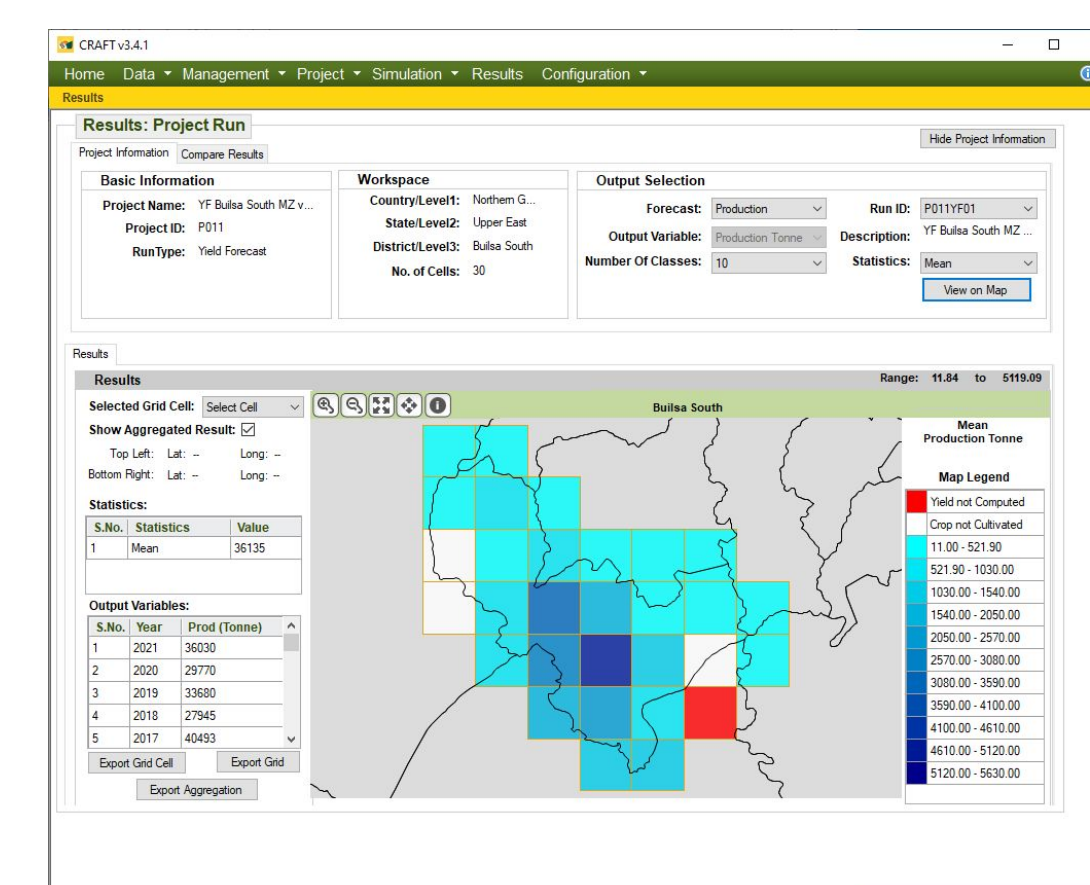 CRAFT v3.4.1
Home Data Management Project Simulation Results Configuration
Results
Results: Project Run
Hide Project Information
Project Information Compare Results
Basic Information
Project Name: YF Builsa South MZ v...
Project ID: P011
RunType: Yield Forecast
Workspace
Country/Level1: Northern G...
State/Level2: Upper East
District/Level3: Builsa South
No. of Cells: 30
Output Selection
Forecast: Production
Run ID: P011YF01
Output Variable: Production Tonne
Description: YF Builsa South MZ ...
Number Of Classes: 10
Statistics: Mean
View on Map
Results
Results
Range: 11.84 to 5119.09
Selected Grid Cell: Select Cell
Show Aggregated Result:
Top Left: Lat: -- Long: --
Bottom Right: Lat: -- Long: --
Statistics:
S.No. Statistics Value
1 Mean 36135
Output Variables:
S.No. Year Prod (Tonne)
1 2021 36030
2 2020 29770
3 2019 33680
4 2018 27945
5 2017 40493
Export Grid Cell Export Grid
Export Aggregation
Builsa South
Mean
Production Tonne
Map Legend
Yield not Computed
Crop not Cultivated
11.00 - 521.90
521.90 - 1030.00
1030.00 - 1540.00
1540.00 - 2050.00
2050.00 - 2570.00
2570.00 - 3080.00
3080.00 - 3590.00
3590.00 - 4100.00
4100.00 - 4610.00
4610.00 - 5120.00
5120.00 - 5630.00